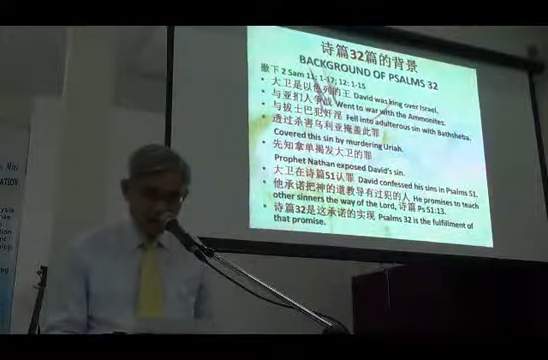 诗篇32篇的背景
BACKGROUND OF PSALMS 32
撒下 2 Sam 11: 1-17; 12: 1-15
• 大卫是以色列的王 David was king over Israel,
• 与亚扪人争战 Went to war with the Ammonites.
• 与拔士巴犯奸淫 Fell into adulterous sin with Bathsheba.
• 透过杀害乌利亚掩盖此罪
Covered this sin by murdering Uriah.
• 先知拿单揭发大卫的罪
Prophet Nathan exposed David's sin.
• 大卫在诗篇51认罪 David confessed his sins in Psalms 51.
• 他承诺把神的道教导有过犯的人 He promises to teach
other sinners the way of the Lord, 诗篇 Ps 51:13.
• 诗篇32是这承诺的实现 Psalms 32 is the fulfillment of
that promise.